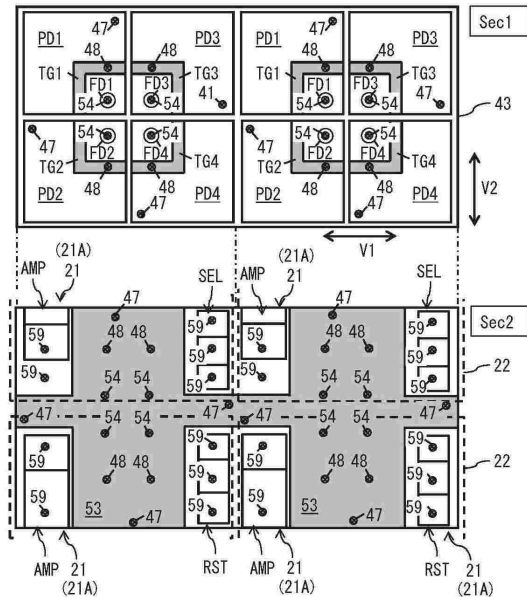 47 47 Sec1
PD1 48 PD3 PD1 48 PD3
TG1 TG3 TG1 TG3
FD1 FD3 FD1 FD3
54 54 41 54 54 47
43
47 54 54 47 54 54
TG2 FD2 FD4 TG4 TG2 FD2 FD4 TG4
PD2 48 48 PD4 PD2 48 48 PD4
47 47
V2
V1
(21A) (21A)
AMP 21 SEL AMP 21 SEL
47 47 Sec2
59 48 48 59 59 48 48 59
59 59 22
59 54 54 59 59 54 54 59
47 54 54 47 54 54 47
59 59 59 59
48 48 48 48 22
59 59 59 59
53 53
59 47 59 59 47 59
AMP 21 RST AMP 21 RST 21
(21A) (21A) (21A)